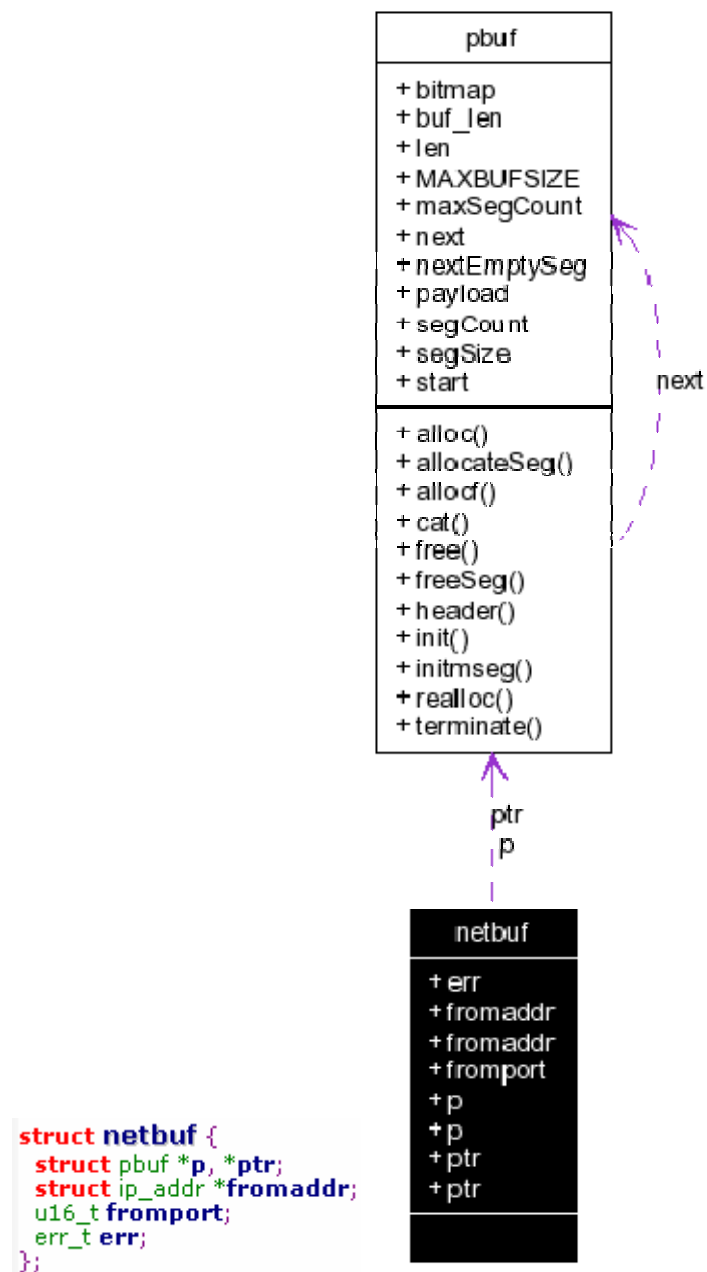 pbuf
+ bitmap
+ buf_len
+ len
+ MAXBUFSIZE
+ maxSegCount
+ next
+ nextEmptySeg
+ payload
+ segCount
+ segSize
+ start
+ alloc()
+ allocateSeg()
+ allocf()
+ cat()
+ free()
+ freeSeg()
+ header()
+ init()
+ initmseg()
+ realloc()
+ terminate()
next
ptr
p
netbuf
+ err
+ fromaddr
+ fromaddr
+ fromport
+ p
+ p
+ ptr
+ ptr
struct netbuf {
struct pbuf *p, *ptr;
struct ip_addr *fromaddr;
u16_t fromport;
err_t err;
};